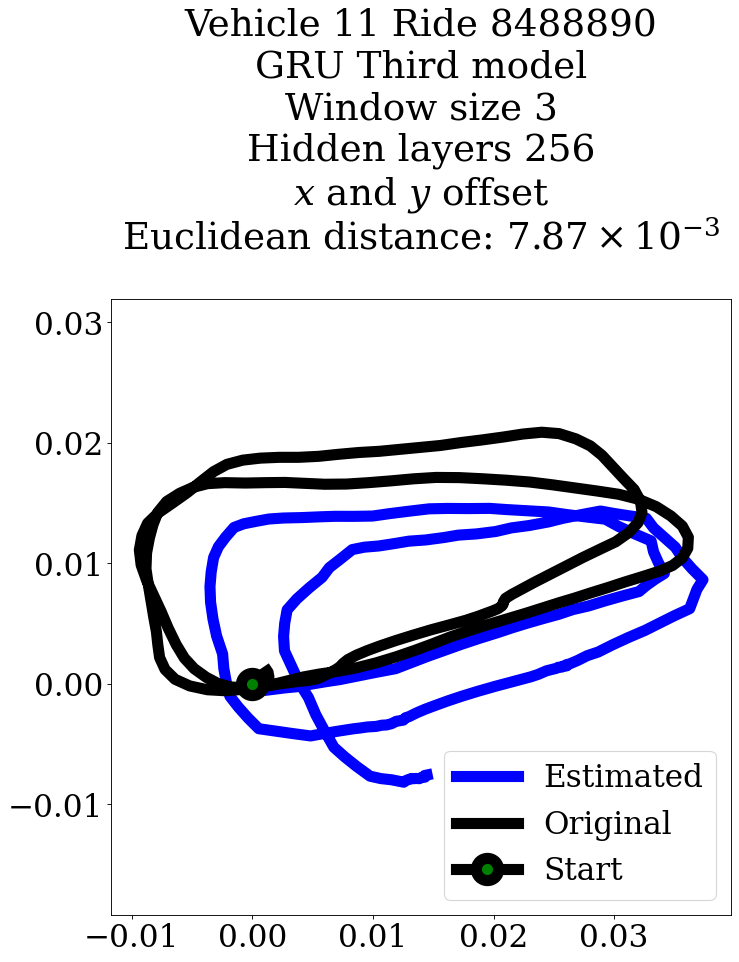 Vehicle 11 Ride 8488890
GRU Third model
Window size 3
Hidden layers 256
x and y offset
Euclidean distance: 7.87 × 10⁻³
0.03
0.02
0.01
0.00
−0.01
Estimated
Original
Start
−0.01 0.00 0.01 0.02 0.03